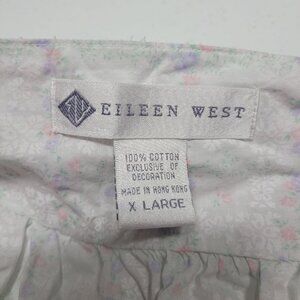 EILEEN WEST
100% COTTON
EXCLUSIVE OF
DECORATION
MADE IN HONG KONG
X LARGE